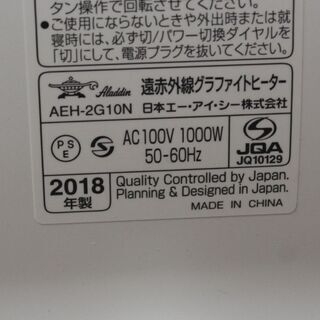 タン操作で回転させてください。
●ご使用にならないときや外出時または就
寝時には、必ず切/パワー切換ダイヤルを
「切」にして、電源プラグを抜いてください。
Aladdin 遠赤外線グラファイトヒーター
AEH-2G10N 日本エー・アイ・シー株式会社
PSE S AC100V 1000W
50-60Hz
JQA
JQ10129
2018
年製
Quality Controlled by Japan.
Planning & Designed in Japan.
MADE IN CHINA